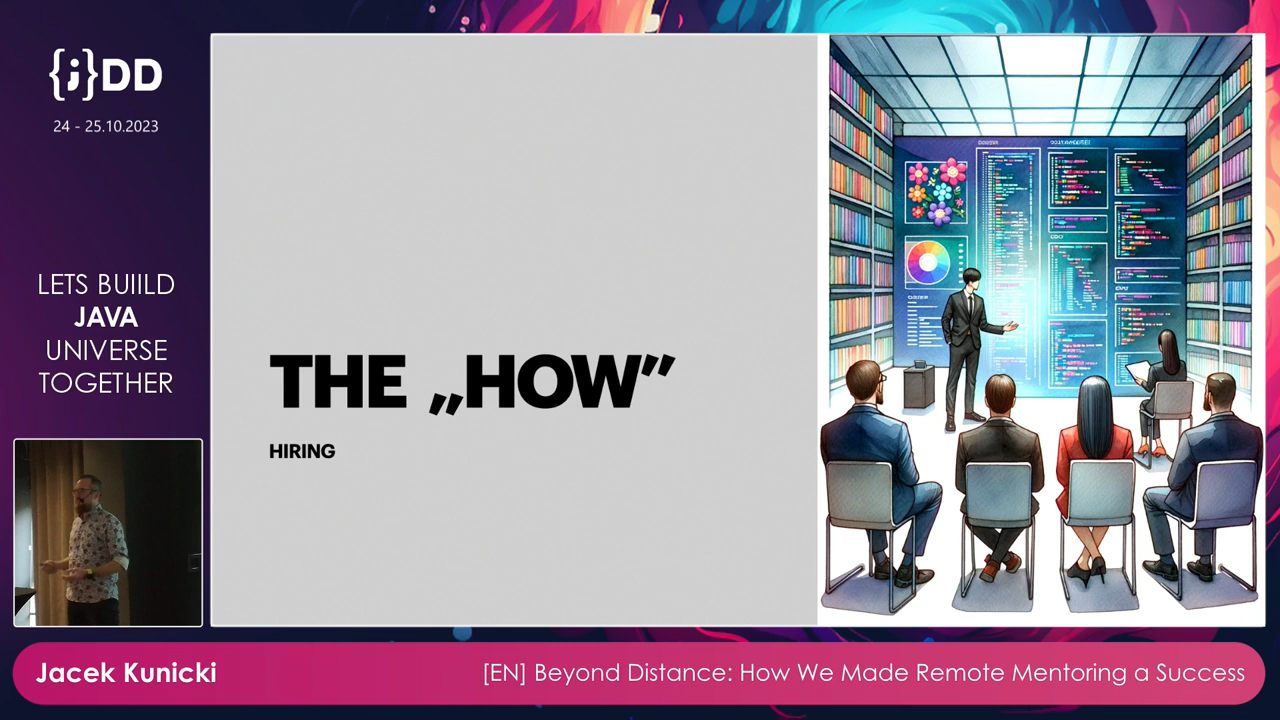 {j}DD
24 - 25.10.2023
LETS BUIILD
JAVA
UNIVERSE
TOGETHER
THE „HOW”
HIRING
Jacek Kunicki
[EN] Beyond Distance: How We Made Remote Mentoring a Success